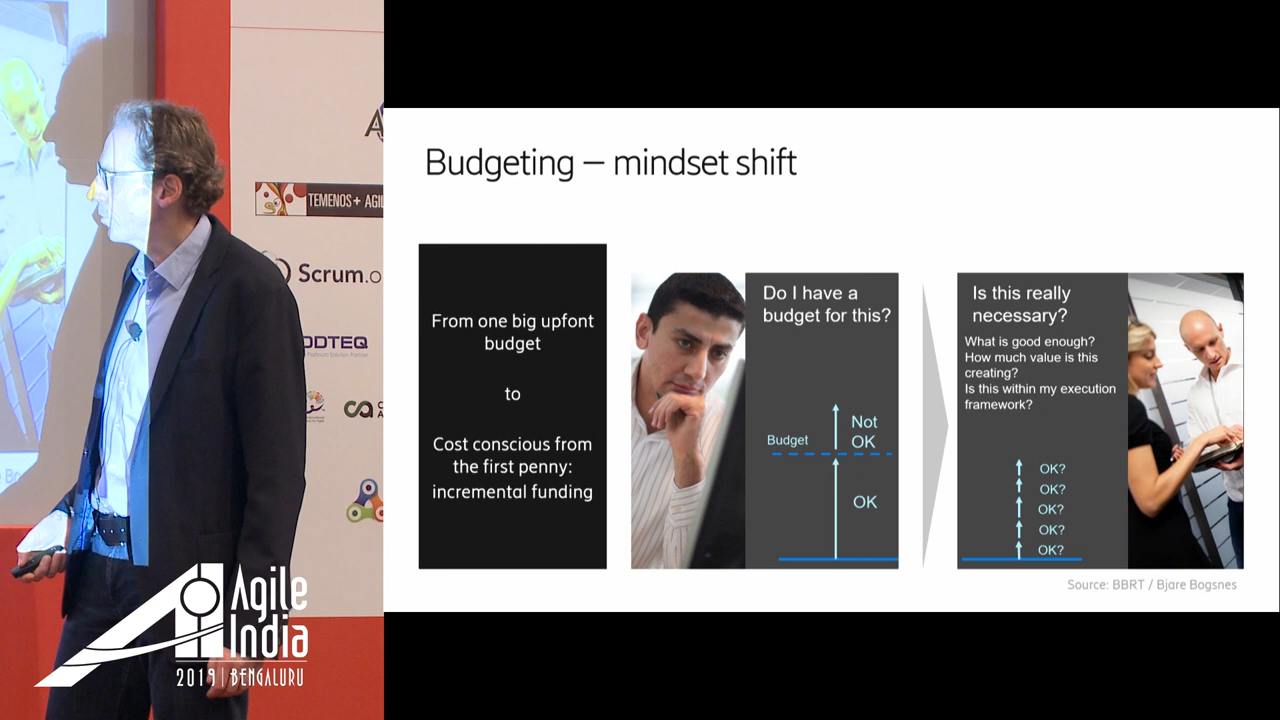 TEMENOS+ AGIL
Scrum.o
Budgeting – mindset shift
From one big upfont
budget
to
Cost conscious from
the first penny:
incremental funding
Do I have a
budget for this?
Not
OK
Budget
OK
Is this really
necessary?
What is good enough?
How much value is this
creating?
Is this within my execution
framework?
OK?
OK?
OK?
OK?
OK?
Source: BBRT / Bjare Bogsnes
Agile
India
2019 | BENGALURU